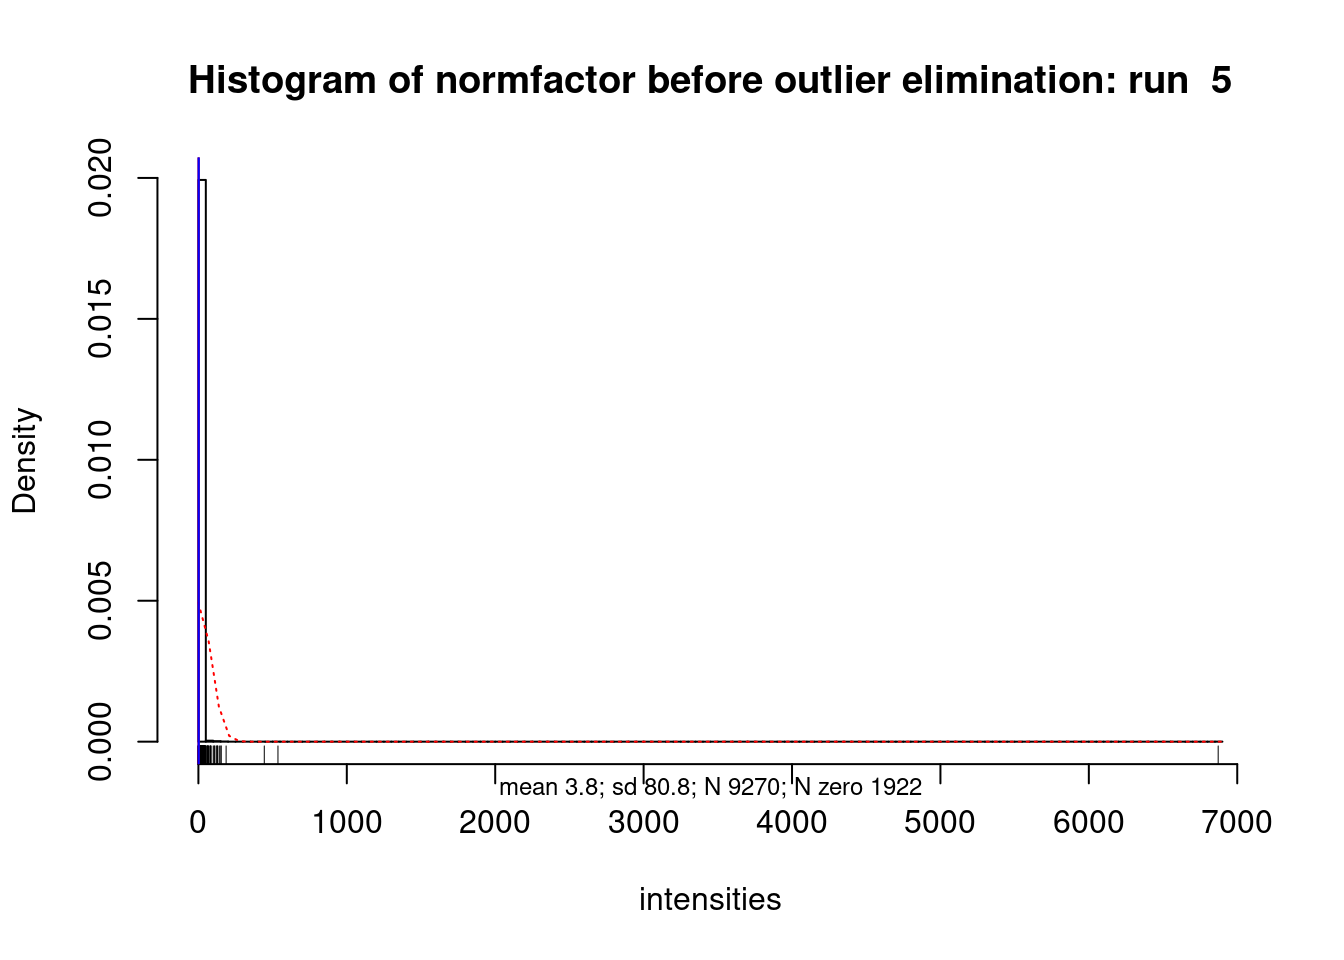 Histogram of normfactor before outlier elimination: run  5
Density
0.020
0.015
0.010
0.005
0.000
mean 3.8; sd 80.8; N 9270; N zero 1922
0 1000 2000 3000 4000 5000 6000 7000
intensities